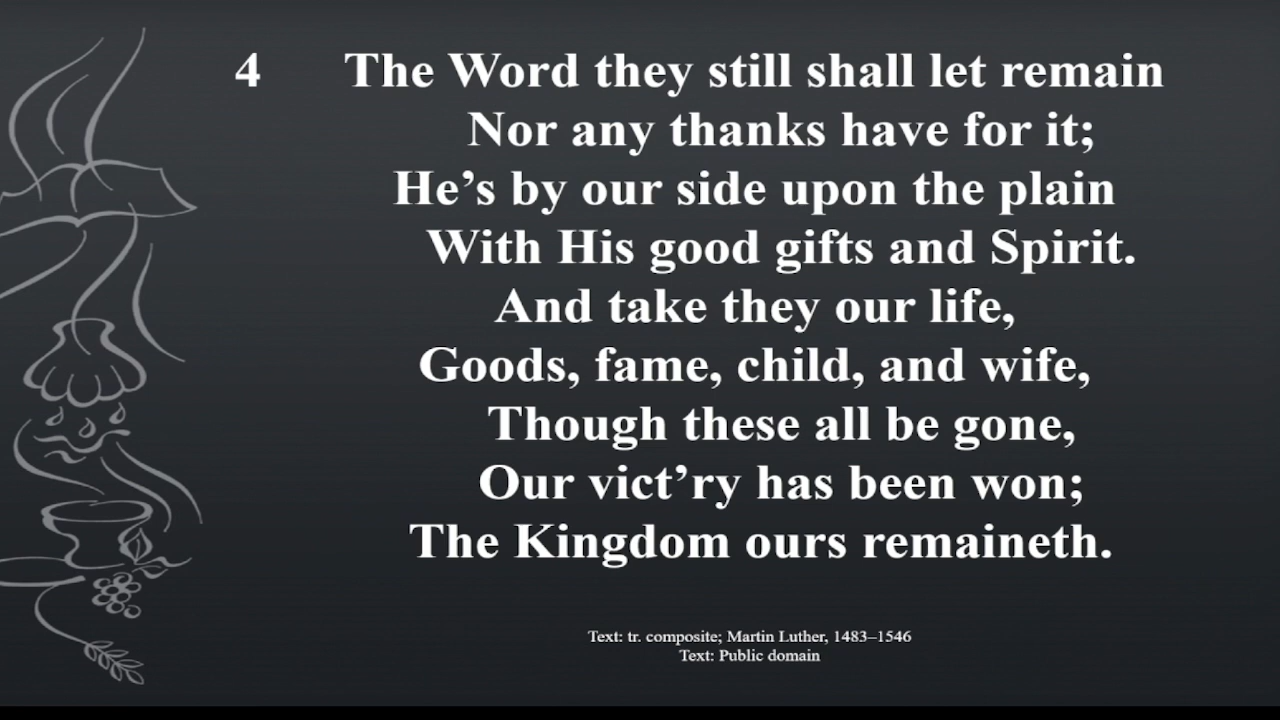 4 The Word they still shall let remain
Nor any thanks have for it;
He’s by our side upon the plain
With His good gifts and Spirit.
And take they our life,
Goods, fame, child, and wife,
Though these all be gone,
Our vict’ry has been won;
The Kingdom ours remaineth.
Text: tr. composite; Martin Luther, 1483–1546
Text: Public domain